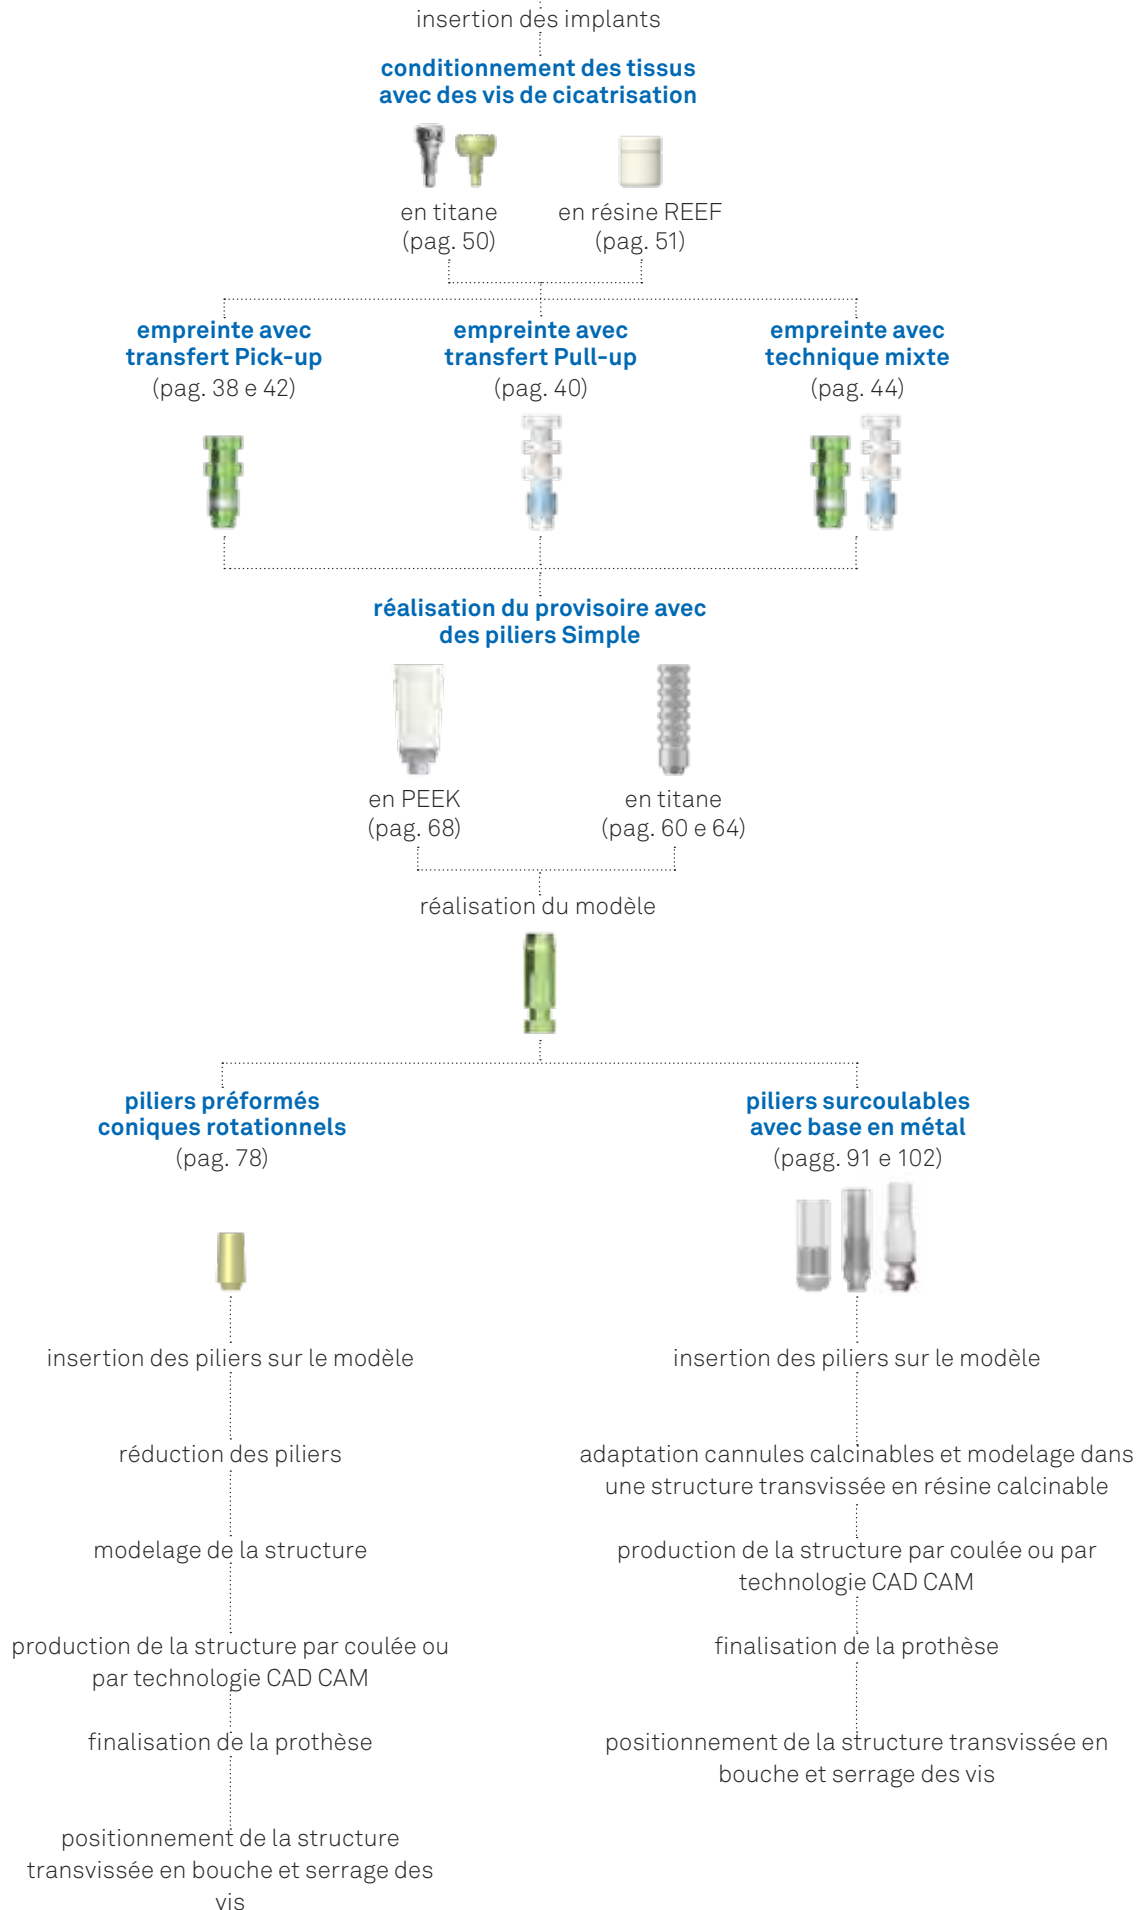 insertion des implants
conditionnement des tissus
avec des vis de cicatrisation
en titane
(pag. 50)
en résine REEF
(pag. 51)
empreinte avec
transfert Pick-up
(pag. 38 e 42)
empreinte avec
transfert Pull-up
(pag. 40)
empreinte avec
technique mixte
(pag. 44)
réalisation du provisoire avec
des piliers Simple
en PEEK
(pag. 68)
en titane
(pag. 60 e 64)
réalisation du modèle
piliers préformés
coniques rotationnels
(pag. 78)
insertion des piliers sur le modèle
réduction des piliers
modelage de la structure
production de la structure par coulée ou
par technologie CAD CAM
finalisation de la prothèse
positionnement de la structure
transvissée en bouche et serrage des
vis
piliers surcoulables
avec base en métal
(pagg. 91 e 102)
insertion des piliers sur le modèle
adaptation cannules calcinables et modelage dans
une structure transvissée en résine calcinable
production de la structure par coulée ou par
technologie CAD CAM
finalisation de la prothèse
positionnement de la structure transvissée en
bouche et serrage des vis